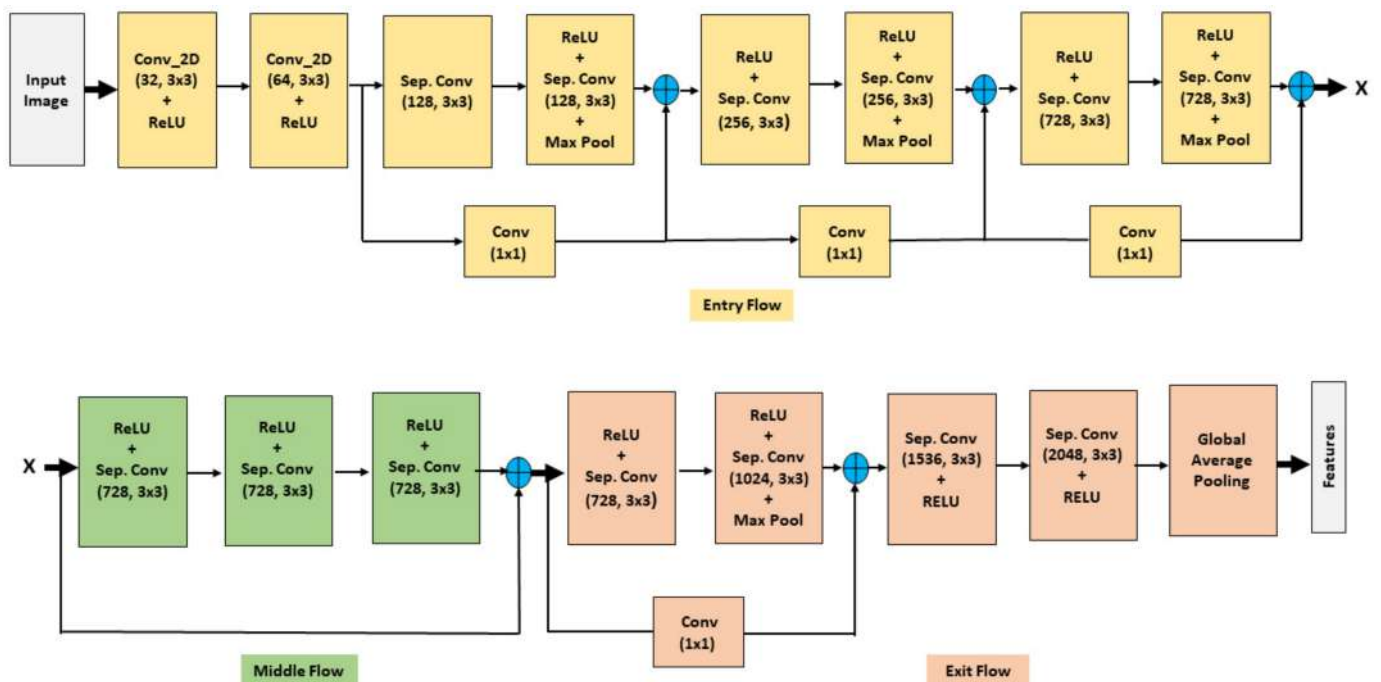 Input
Image
Conv_2D
(32, 3x3)
+
ReLU
Conv_2D
(64, 3x3)
+
ReLU
Sep. Conv
(128, 3x3)
ReLU
+
Sep. Conv
(128, 3x3)
+
Max Pool
ReLU
+
Sep. Conv
(256, 3x3)
ReLU
+
Sep. Conv
(256, 3x3)
+
Max Pool
ReLU
+
Sep. Conv
(728, 3x3)
ReLU
+
Sep. Conv
(728, 3x3)
+
Max Pool
X
Conv
(1x1)
Conv
(1x1)
Conv
(1x1)
Entry Flow
X
ReLU
+
Sep. Conv
(728, 3x3)
ReLU
+
Sep. Conv
(728, 3x3)
ReLU
+
Sep. Conv
(728, 3x3)
ReLU
+
Sep. Conv
(728, 3x3)
ReLU
+
Sep. Conv
(1024, 3x3)
+
Max Pool
Sep. Conv
(1536, 3x3)
+
RELU
Sep. Conv
(2048, 3x3)
+
RELU
Global
Average
Pooling
Features
Conv
(1x1)
Middle Flow
Exit Flow